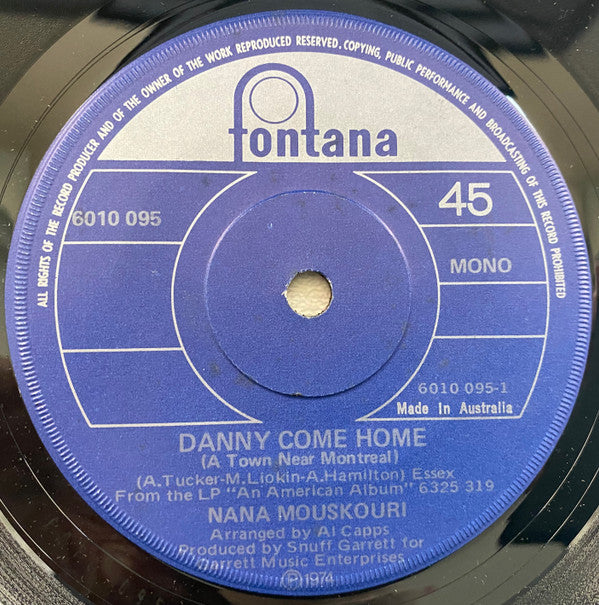 ALL RIGHTS OF THE RECORD PRODUCER AND OF THE OWNER OF THE WORK REPRODUCED RESERVED. COPYING, PUBLIC PERFORMANCE AND BROADCASTING OF THIS RECORD PROHIBITED
fontana
6010 095
45
MONO
6010 095-1
Made In Australia
DANNY COME HOME
(A Town Near Montreal)
(A.Tucker-M.Liokin-A.Hamilton) Essex
From the LP "An American Album" 6325 319
NANA MOUSKOURI
Arranged by Al Capps
Produced by Snuff Garrett for
Garrett Music Enterprises
Ⓟ 1974